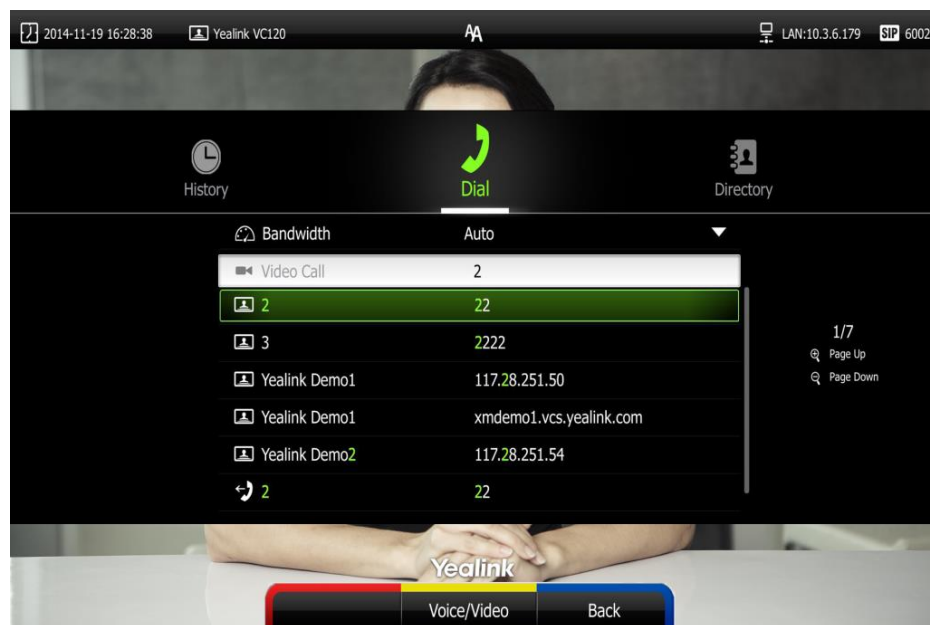 2014-11-19 16:28:38 Yealink VC120 AA LAN:10.3.6.179 SIP 6002
History
Dial
Directory
Bandwidth Auto
Video Call 2
2 22
3 2222
Yealink Demo1 117.28.251.50
Yealink Demo1 xmdemo1.vcs.yealink.com
Yealink Demo2 117.28.251.54
2 22
1/7
Page Up
Page Down
Yealink
Voice/Video Back